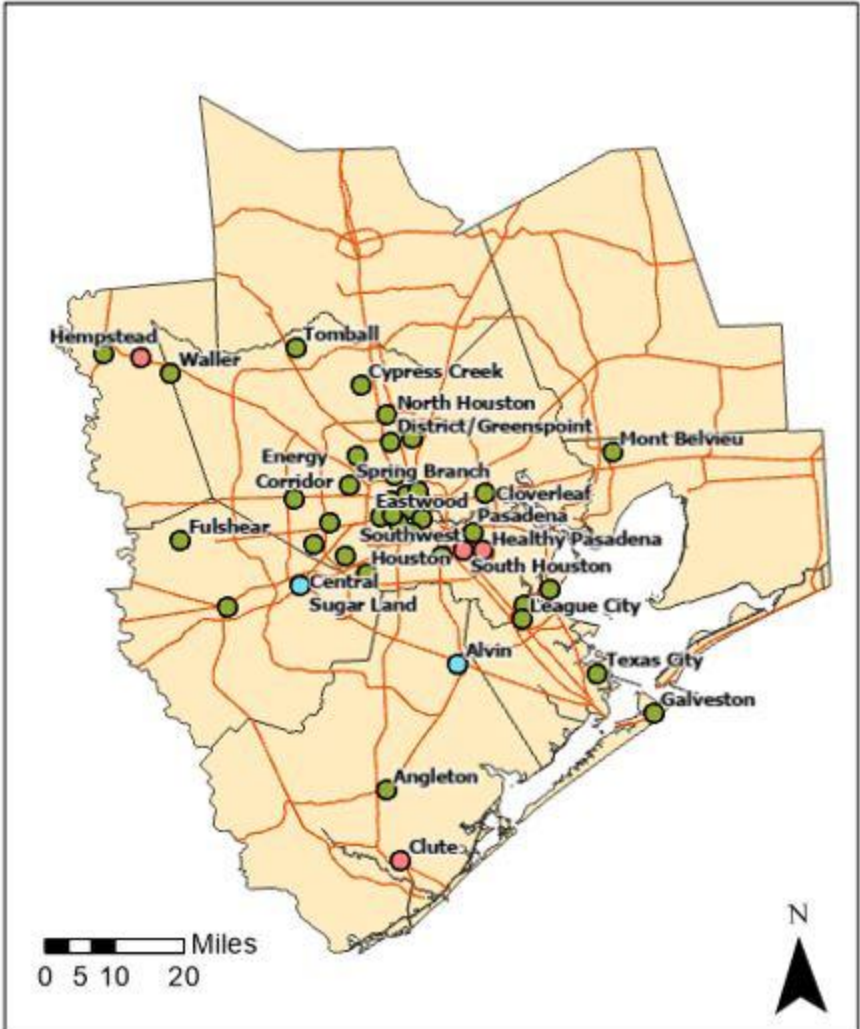 Hempstead
Tomball
Waller
Cypress Creek
North Houston
District/Greenspoint
Mont Belvieu
Energy
Corridor
Spring Branch
Cloverleaf
Eastwood
Pasadena
Fulshear
Southwest
Houston
Healthy Pasadena
South Houston
Central
Sugar Land
League City
Alvin
Texas City
Galveston
Angleton
Clute
N
Miles
0 5 10 20